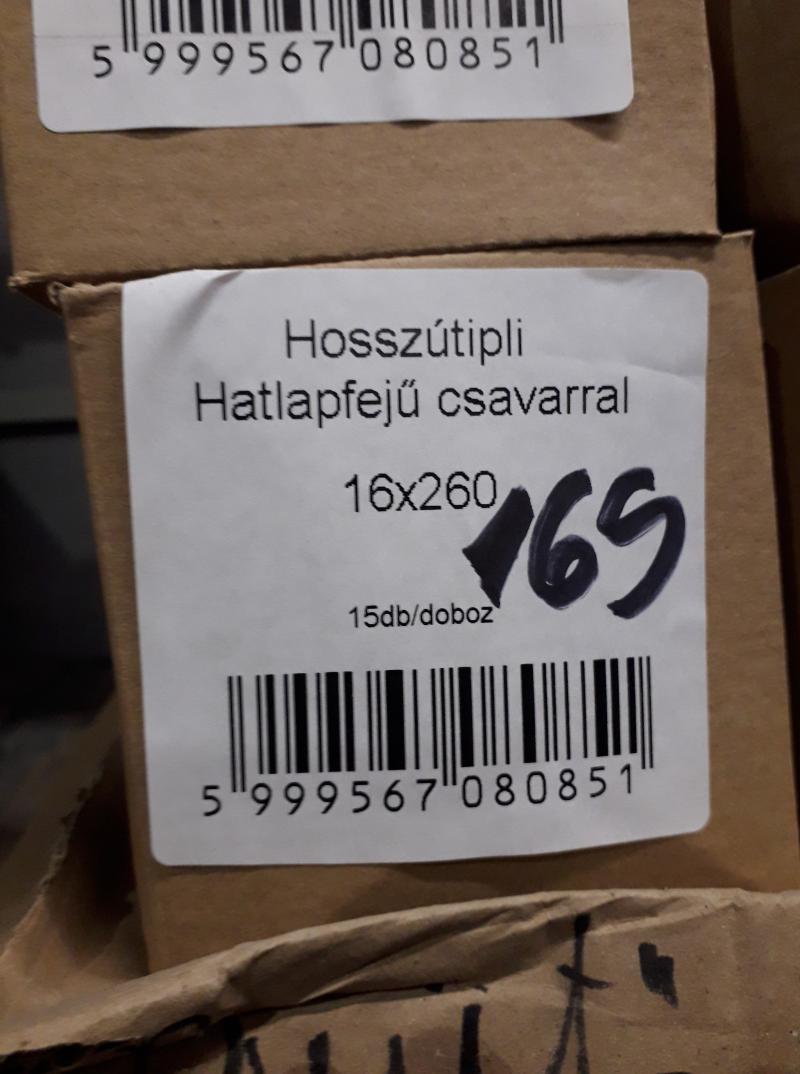 5 999567 080851
Hosszútipli
Hatlapfejű csavarral
16x260
165
15db/doboz
5 999567 080851